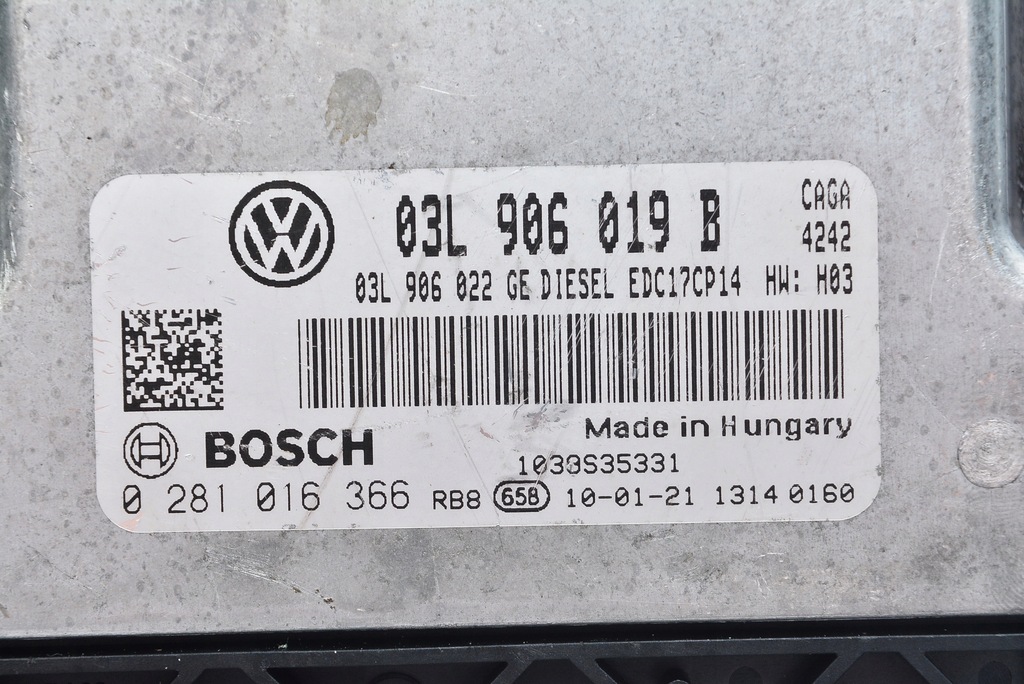 03L 906 019 B
CAGA
4242
03L 906 022 GE DIESEL EDC17CP14 HW: H03
Made in Hungary
BOSCH
1038S35331
0 281 016 366 RB8 658 10-01-21 1314 0160